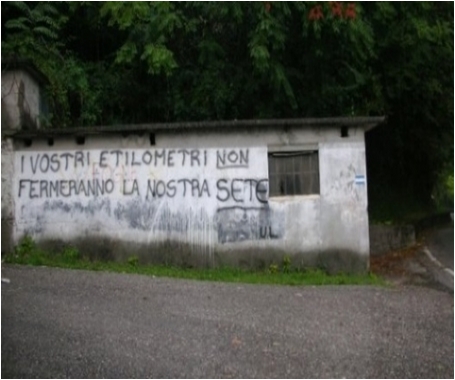 I VOSTRI ETILOMETRI NON
FERMERANNO LA NOSTRA SETE